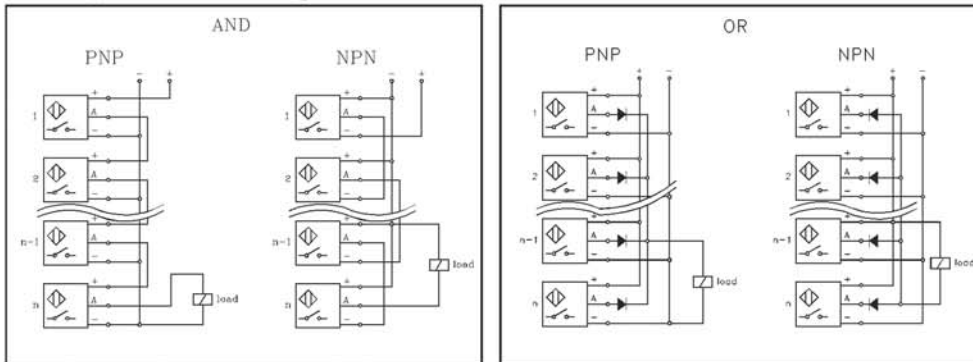 AND
PNP
NPN
- +
- +
1
+
A
-
1
+
A
-
2
+
A
-
2
+
A
-
n-1
+
A
-
n-1
+
A
-
load
n
+
A
-
load
n
+
A
-
OR
PNP
NPN
+ -
+ -
1
+
A
-
1
+
A
-
2
+
A
-
2
+
A
-
n-1
+
A
-
n-1
+
A
-
load
n
+
A
-
load
n
+
A
-